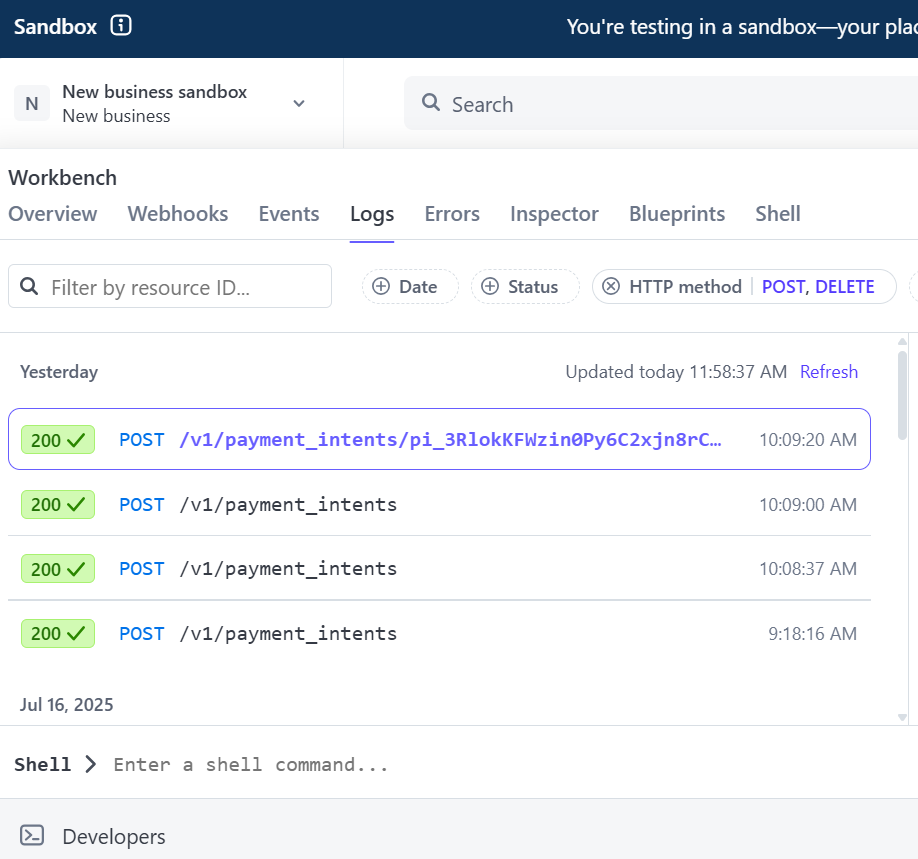 Sandbox You're testing in a sandbox—your
N New business sandbox
New business
Search
Workbench
Overview Webhooks Events Logs Errors Inspector Blueprints Shell
Filter by resource ID... Date Status HTTP method POST, DELETE
Yesterday Updated today 11:58:37 AM Refresh
200 POST /v1/payment_intents/pi_3RlokKFWzin0Py6C2xjn8rC… 10:09:20 AM
200 POST /v1/payment_intents 10:09:00 AM
200 POST /v1/payment_intents 10:08:37 AM
200 POST /v1/payment_intents 9:18:16 AM
Jul 16, 2025
Shell Enter a shell command...
Developers